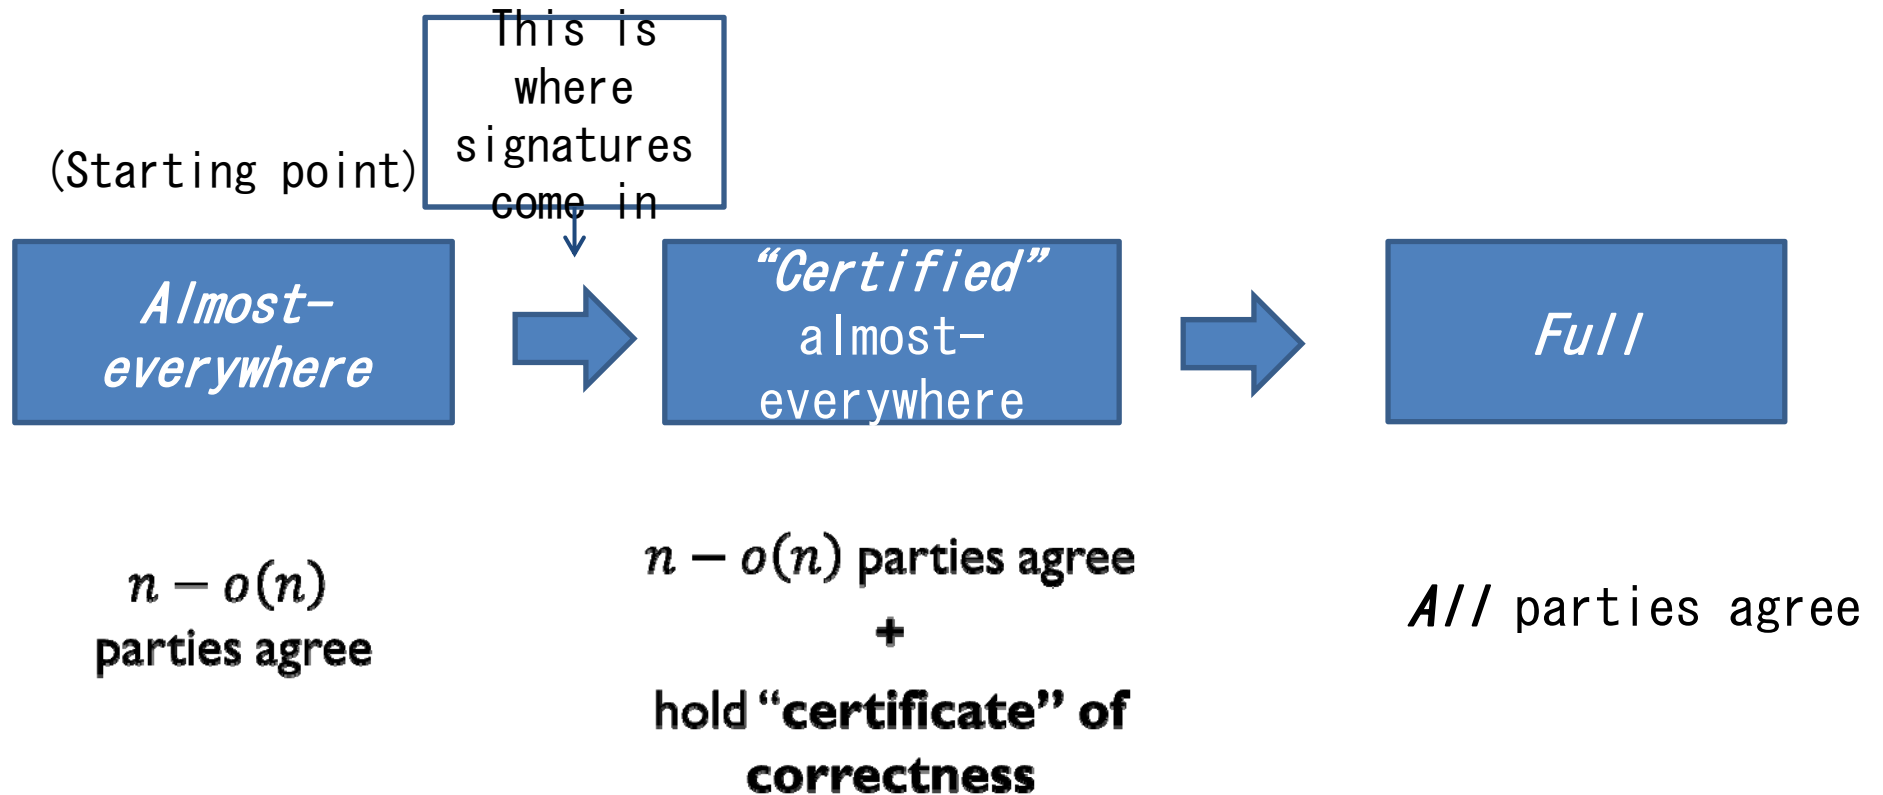 (Starting point)
This is
where
signatures
come in
Almost-
everywhere
“Certified”
almost-
everywhere
Full
n − o(n)
parties agree
n − o(n) parties agree
+
hold “certificate” of
correctness
All parties agree